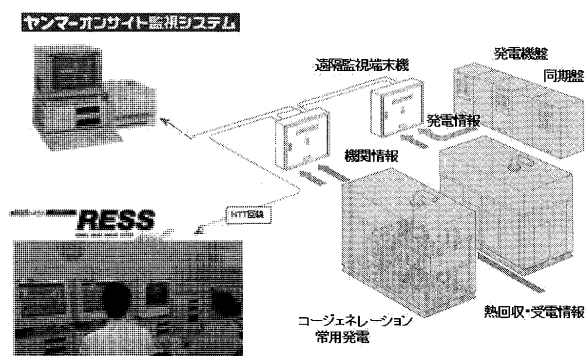 ヤンマーオンサイト監視システム
遠隔監視端末機
発電機盤
同期盤
発電情報
機関情報
NTT回線
RESS
コージェネレーション
常用発電
熱回収・受電情報